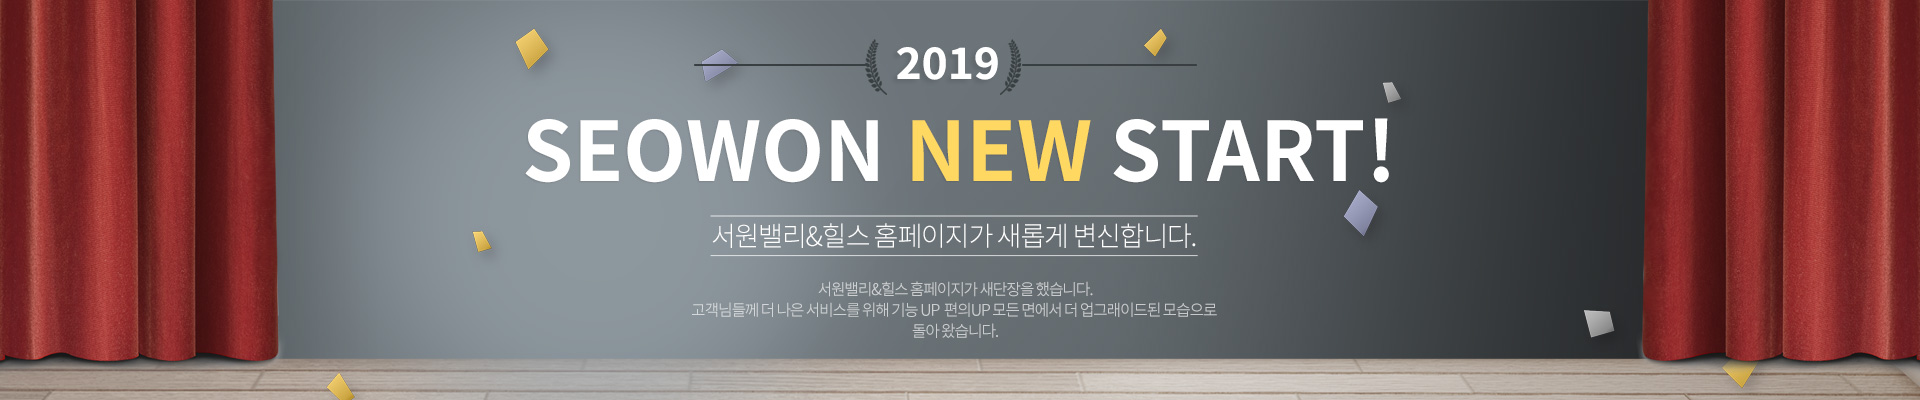 2019
SEOWON NEW START!
서원밸리&힐스 홈페이지가 새롭게 변신합니다.
서원밸리&힐스 홈페이지가 새단장을 했습니다.
고객님들께 더 나은 서비스를 위해 기능 UP 편의UP 모든 면에서 더 업그레이드된 모습으로
돌아 왔습니다.